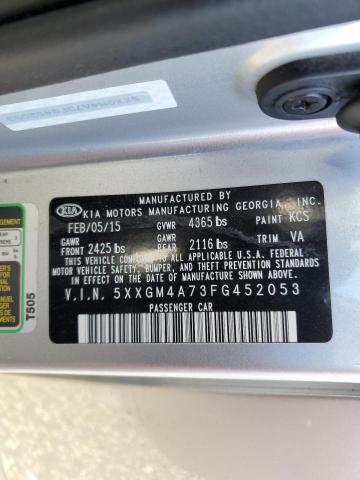 MANUFACTURED BY
KIA KIA MOTORS MANUFACTURING GEORGIA, INC.
FEB/05/15 GVWR 4365 lbs PAINT KCS
GAWR FRONT 2425 lbs GAWR REAR 2116 lbs TRIM VA
THIS VEHICLE CONFORMS TO ALL APPLICABLE U.S.A. FEDERAL
MOTOR VEHICLE SAFETY, BUMPER, AND THEFT PREVENTION
STANDARDS IN EFFECT ON THE DATE OF MANUFACTURE SHOWN ABOVE.
V.I.N. 5XXGM4A73FG452053
PASSENGER CAR
T505